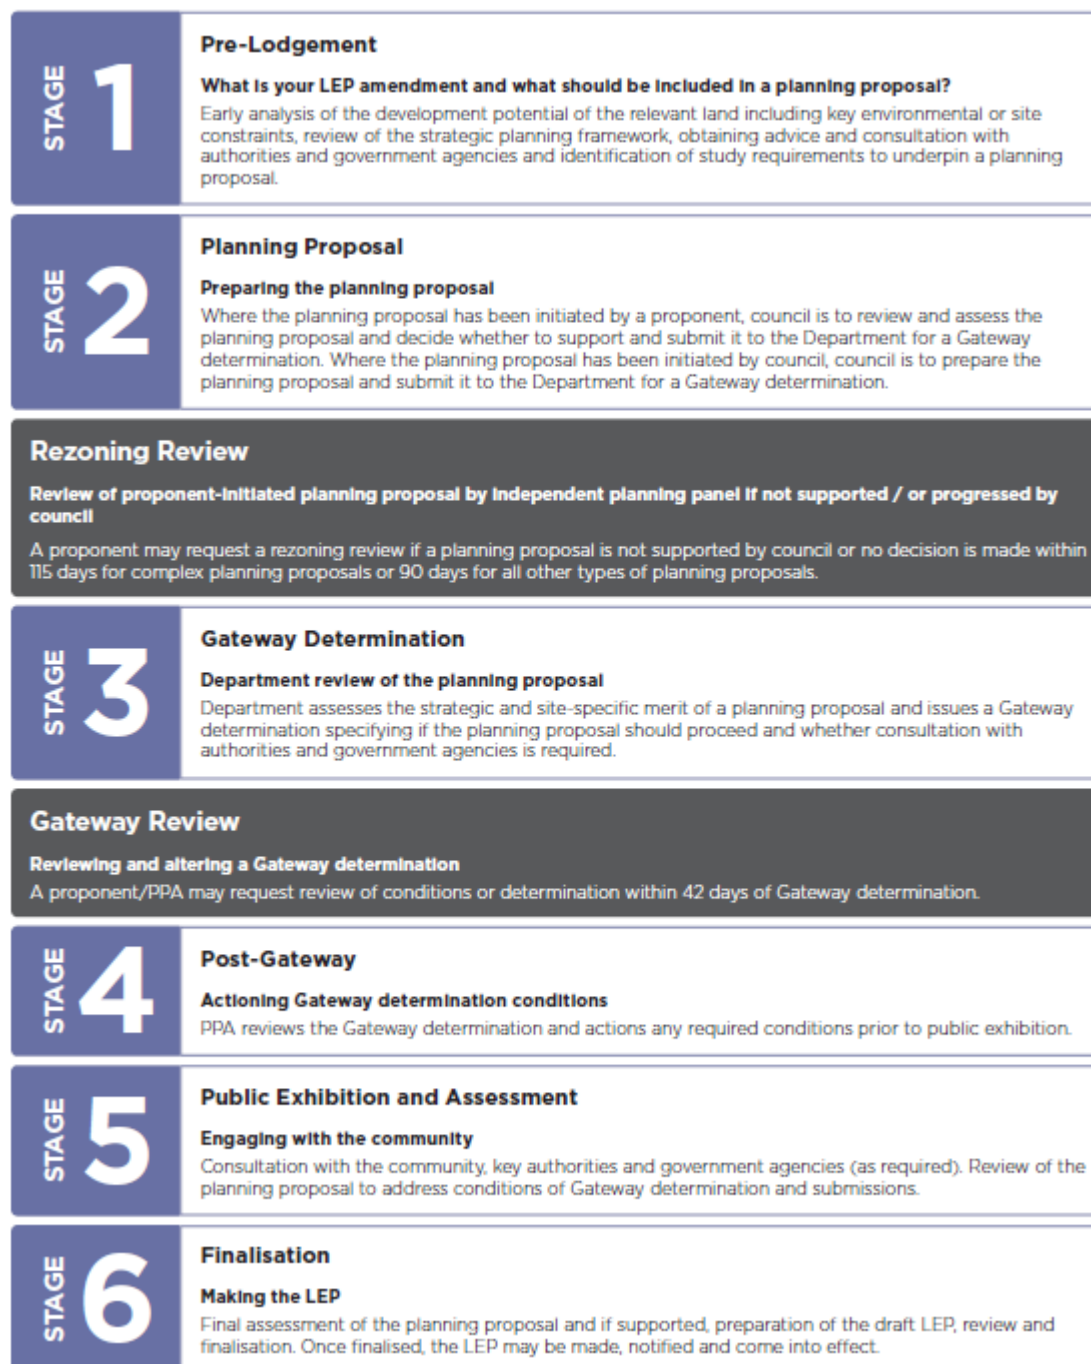 STAGE 1
Pre-Lodgement
What is your LEP amendment and what should be included in a planning proposal?
Early analysis of the development potential of the relevant land including key environmental or site
constraints, review of the strategic planning framework, obtaining advice and consultation with
authorities and government agencies and identification of study requirements to underpin a planning
proposal.
STAGE 2
Planning Proposal
Preparing the planning proposal
Where the planning proposal has been initiated by a proponent, council is to review and assess the
planning proposal and decide whether to support and submit it to the Department for a Gateway
determination. Where the planning proposal has been initiated by council, council is to prepare the
planning proposal and submit it to the Department for a Gateway determination.
Rezoning Review
Review of proponent-initiated planning proposal by independent planning panel if not supported / or progressed by
council
A proponent may request a rezoning review if a planning proposal is not supported by council or no decision is made within
115 days for complex planning proposals or 90 days for all other types of planning proposals.
STAGE 3
Gateway Determination
Department review of the planning proposal
Department assesses the strategic and site-specific merit of a planning proposal and issues a Gateway
determination specifying if the planning proposal should proceed and whether consultation with
authorities and government agencies is required.
Gateway Review
Reviewing and altering a Gateway determination
A proponent/PPA may request review of conditions or determination within 42 days of Gateway determination.
STAGE 4
Post-Gateway
Actioning Gateway determination conditions
PPA reviews the Gateway determination and actions any required conditions prior to public exhibition.
STAGE 5
Public Exhibition and Assessment
Engaging with the community
Consultation with the community, key authorities and government agencies (as required). Review of the
planning proposal to address conditions of Gateway determination and submissions.
STAGE 6
Finalisation
Making the LEP
Final assessment of the planning proposal and if supported, preparation of the draft LEP, review and
finalisation. Once finalised, the LEP may be made, notified and come into effect.